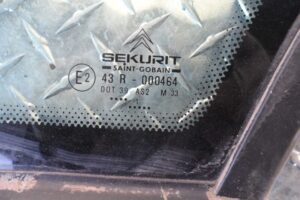 SEKURIT
SAINT-GOBAIN
E2 43 R - 000464
DOT 39 AS2 M 33